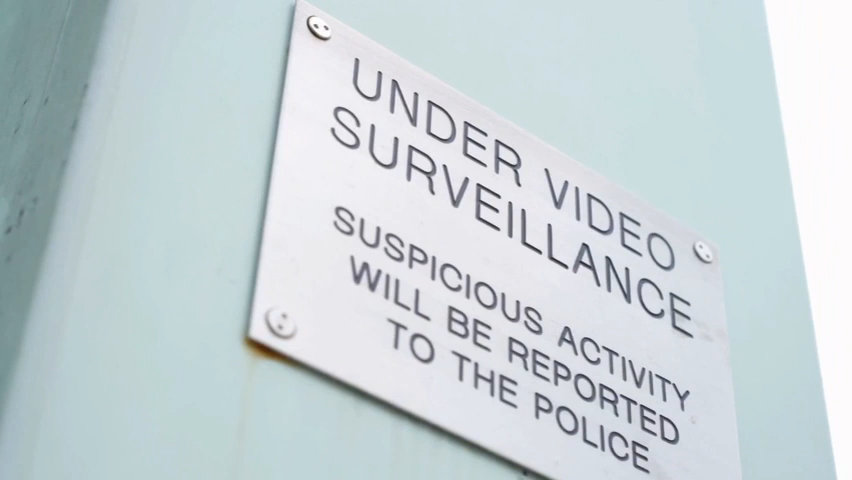 UNDER VIDEO
SURVEILLANCE
SUSPICIOUS ACTIVITY
WILL BE REPORTED
TO THE POLICE